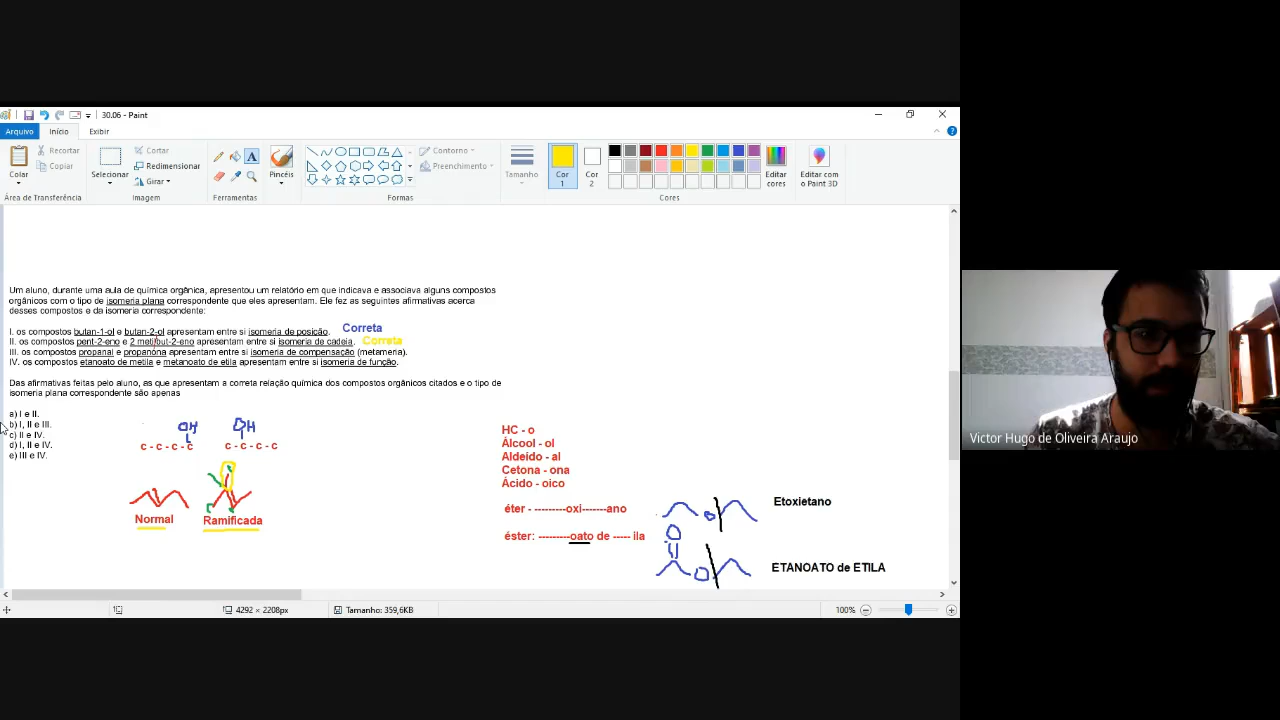 30.06 - Paint
Arquivo
Início
Exibir
Colar
Recortar
Copiar
Área de Transferência
Selecionar
Cortar
Redimensionar
Girar
Imagem
Ferramentas
Pincéis
Contorno
Preenchimento
Formas
Tamanho
Cor 1
Cor 2
Cores
Editar cores
Editar com o Paint 3D
Um aluno, durante uma aula de química orgânica, apresentou um relatório em que indicava e associava alguns compostos
orgânicos com o tipo de isomeria plana correspondente que eles apresentam. Ele fez as seguintes afirmativas acerca
desses compostos e da isomeria correspondente:
I. os compostos butan-1-ol e butan-2-ol apresentam entre si isomeria de posição. Correta
II. os compostos pent-2-eno e 2 metilbut-2-eno apresentam entre si isomeria de cadeia. Correta
III. os compostos propanal e propanona apresentam entre si isomeria de compensação (metameria).
IV. os compostos etanoato de metila e metanoato de etila apresentam entre si isomeria de função.
Das afirmativas feitas pelo aluno, as que apresentam a correta relação química dos compostos orgânicos citados e o tipo de
isomeria plana correspondente são apenas
a) I e II.
b) I, II e III.
c) II e IV.
d) I, II e IV.
e) III e IV.
OH
OH
C - C - C - C
C - C - C - C
Normal
Ramificada
HC - o
Álcool - ol
Aldeído - al
Cetona - ona
Ácido - oico
éter - ---------oxi-------ano
o
Etoxietano
éster: ---------oato de ----- ila
O
O
ETANOATO de ETILA
4292 × 2208px
Tamanho: 359,6KB
100%
Victor Hugo de Oliveira Araujo